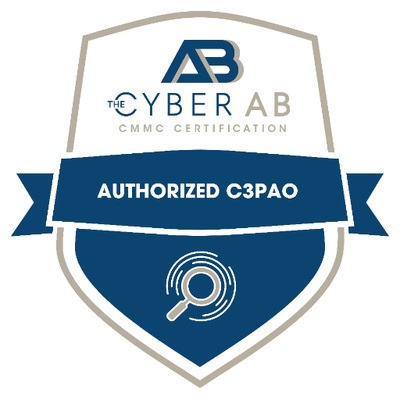 AB
THE CYBER AB
CMMC CERTIFICATION
AUTHORIZED C3PAO